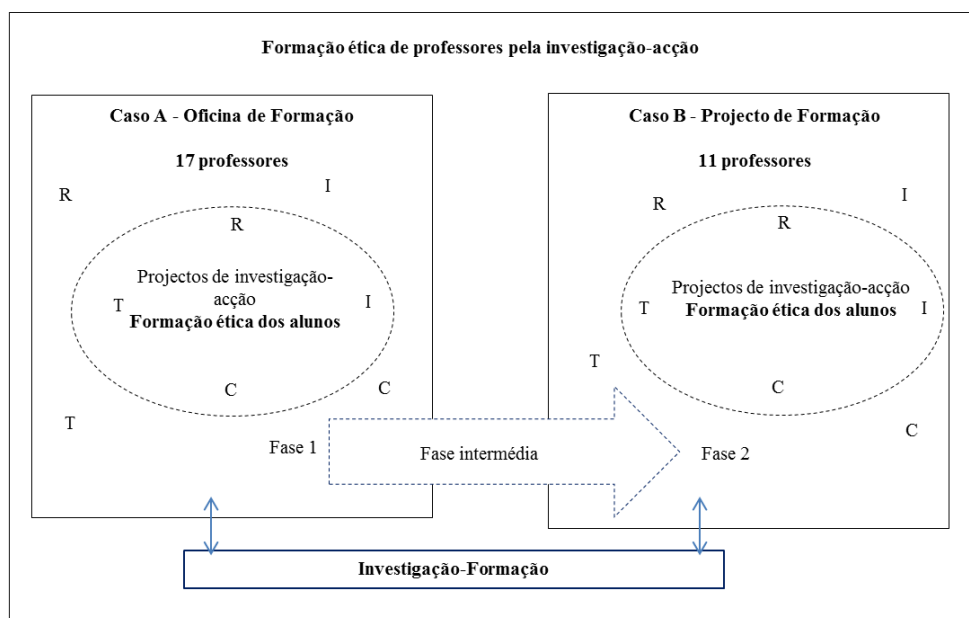 Formação ética de professores pela investigação-acção
Caso A - Oficina de Formação
17 professores
R
I
R
Projectos de investigação-
acção
T
I
Formação ética dos alunos
C
C
T
Fase 1
Fase intermédia
Caso B - Projecto de Formação
11 professores
R
I
R
Projectos de investigação-acção
T
Formação ética dos alunos
I
T
C
C
Fase 2
Investigação-Formação